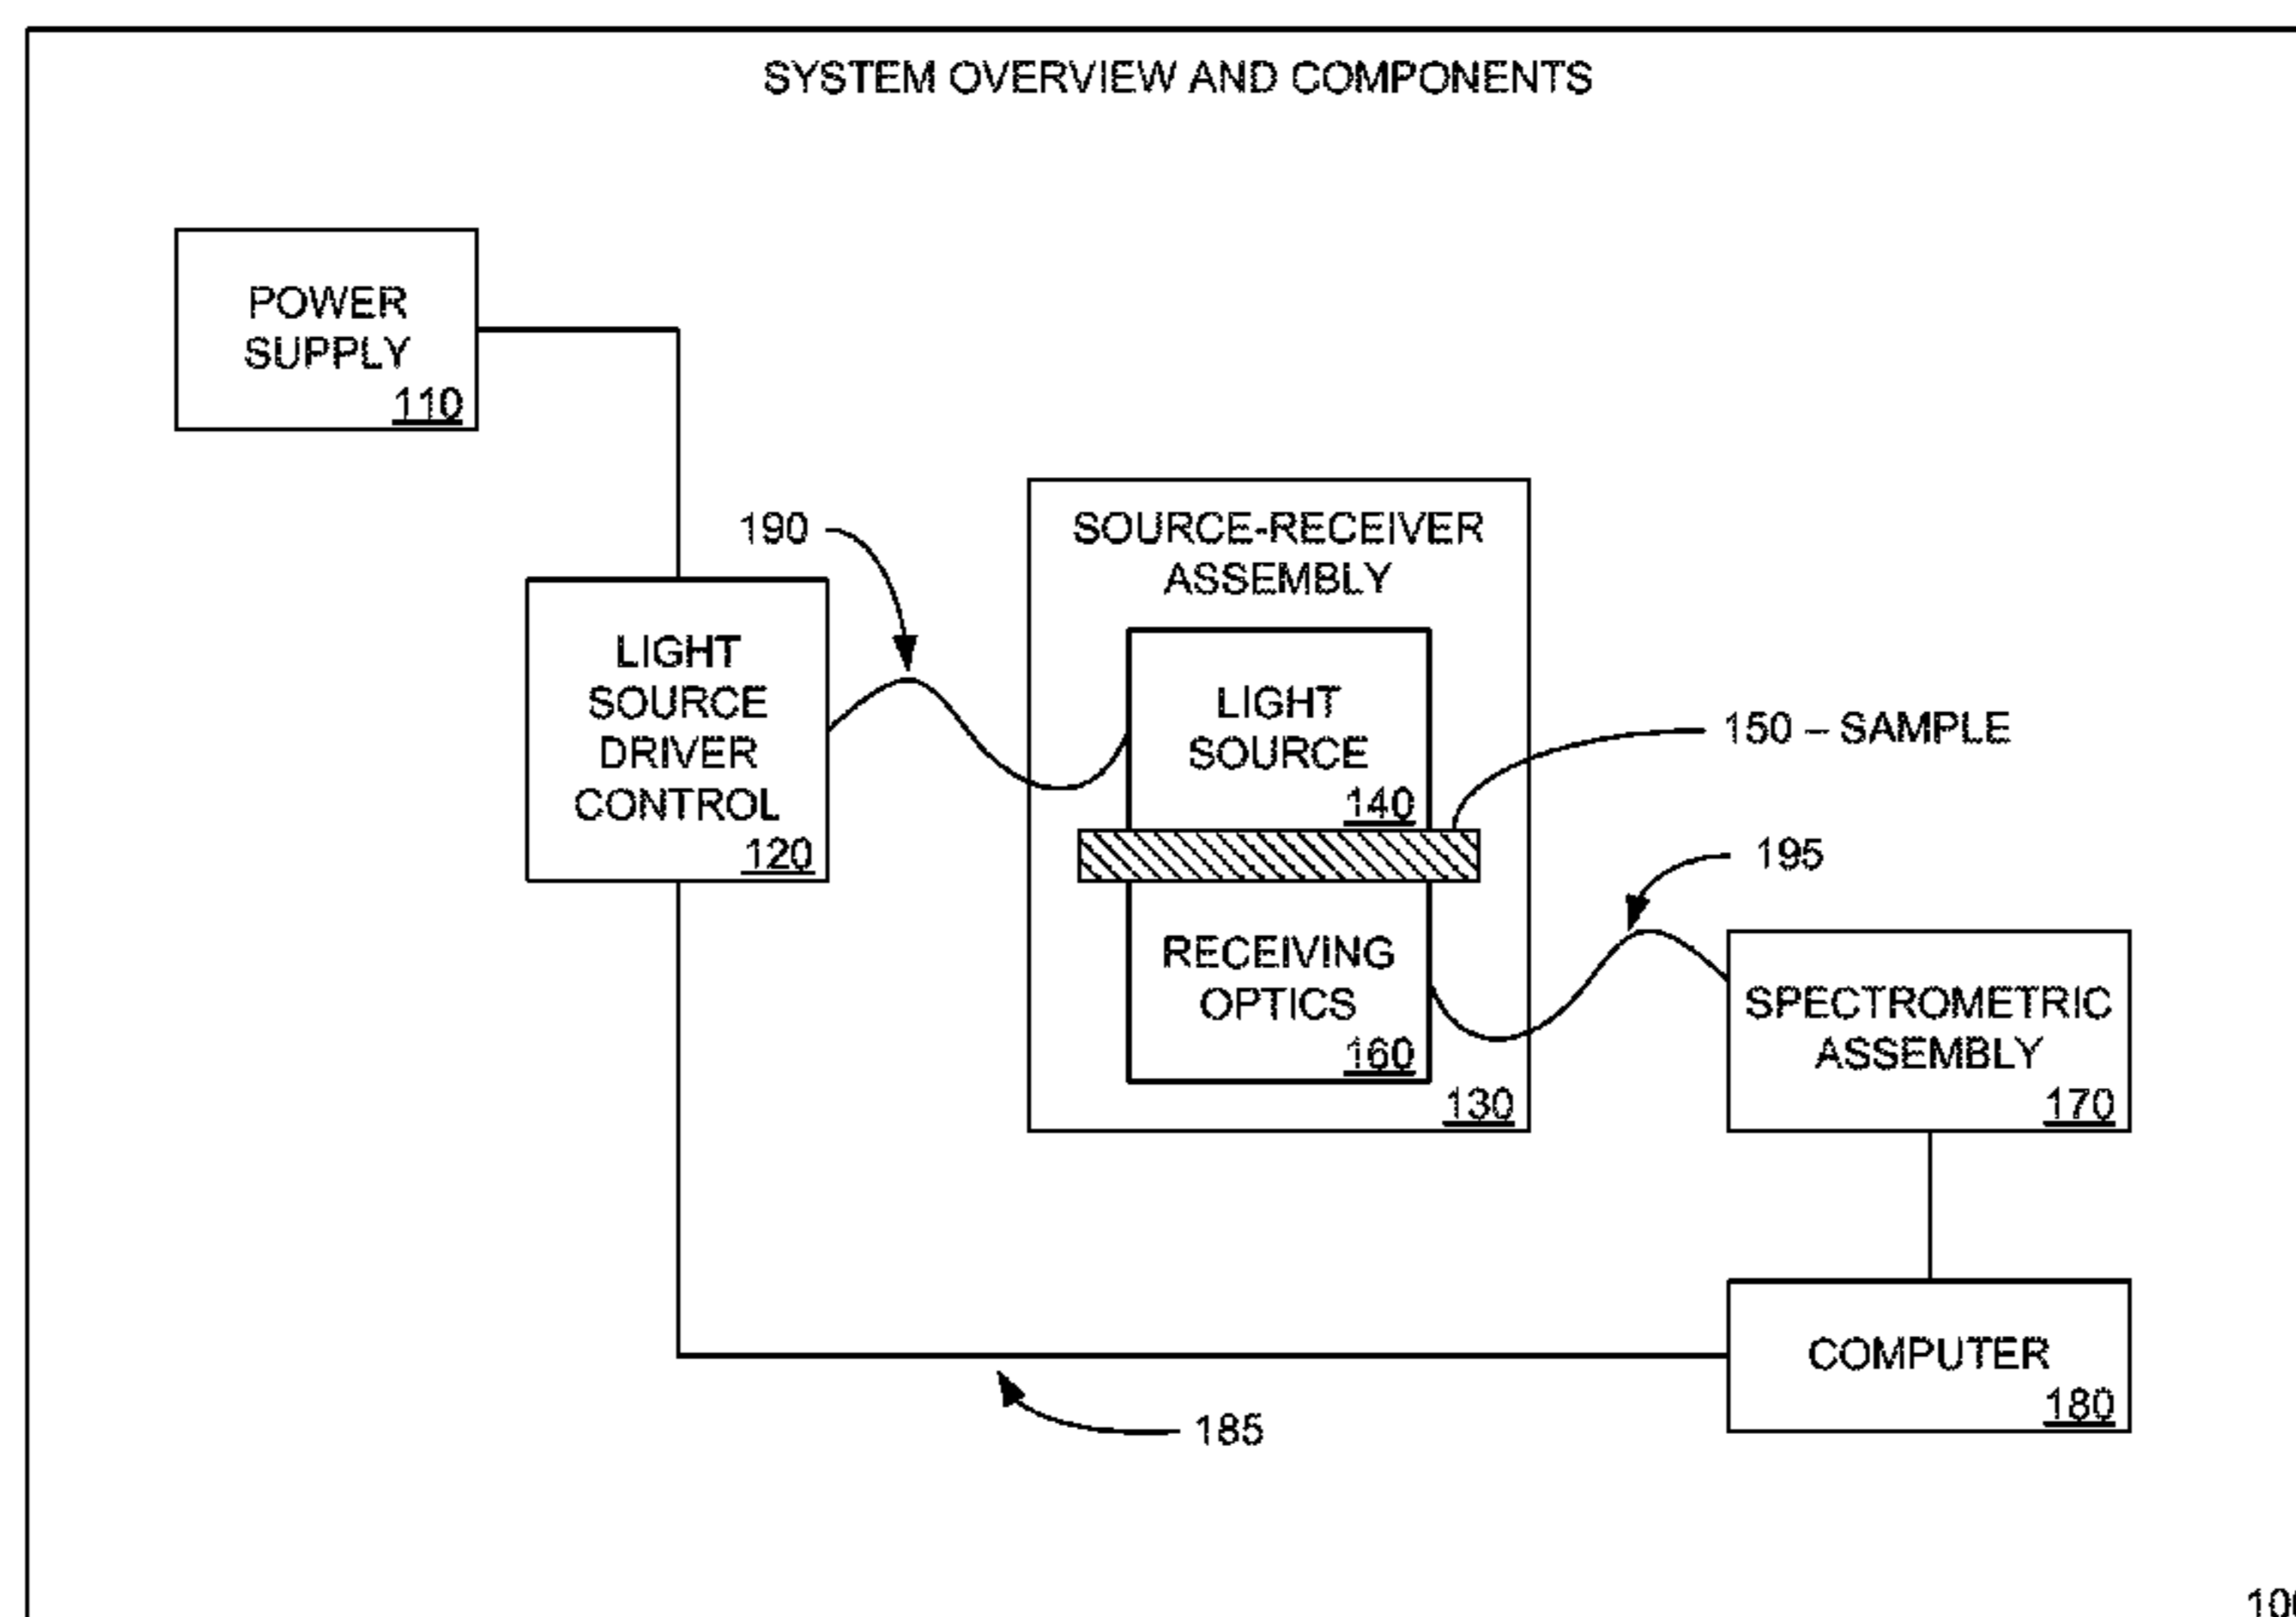 SYSTEM OVERVIEW AND COMPONENTS
POWER
SUPPLY
110
190
SOURCE-RECEIVER
ASSEMBLY
LIGHT
SOURCE
DRIVER
CONTROL
120
LIGHT
SOURCE
140
150 – SAMPLE
195
RECEIVING
OPTICS
160
130
SPECTROMETRIC
ASSEMBLY
170
COMPUTER
180
185